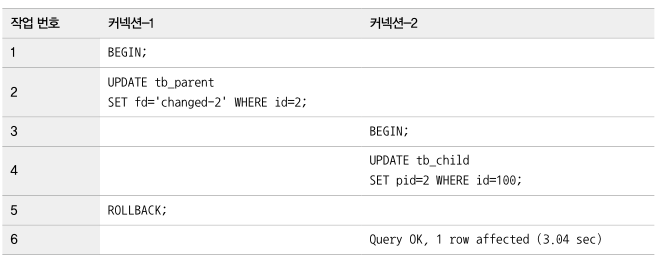 작업 번호 커넥션-1 커넥션-2
1 BEGIN;
2 UPDATE tb_parent
SET fd='changed-2' WHERE id=2;
3 BEGIN;
4 UPDATE tb_child
SET pid=2 WHERE id=100;
5 ROLLBACK;
6 Query OK, 1 row affected (3.04 sec)